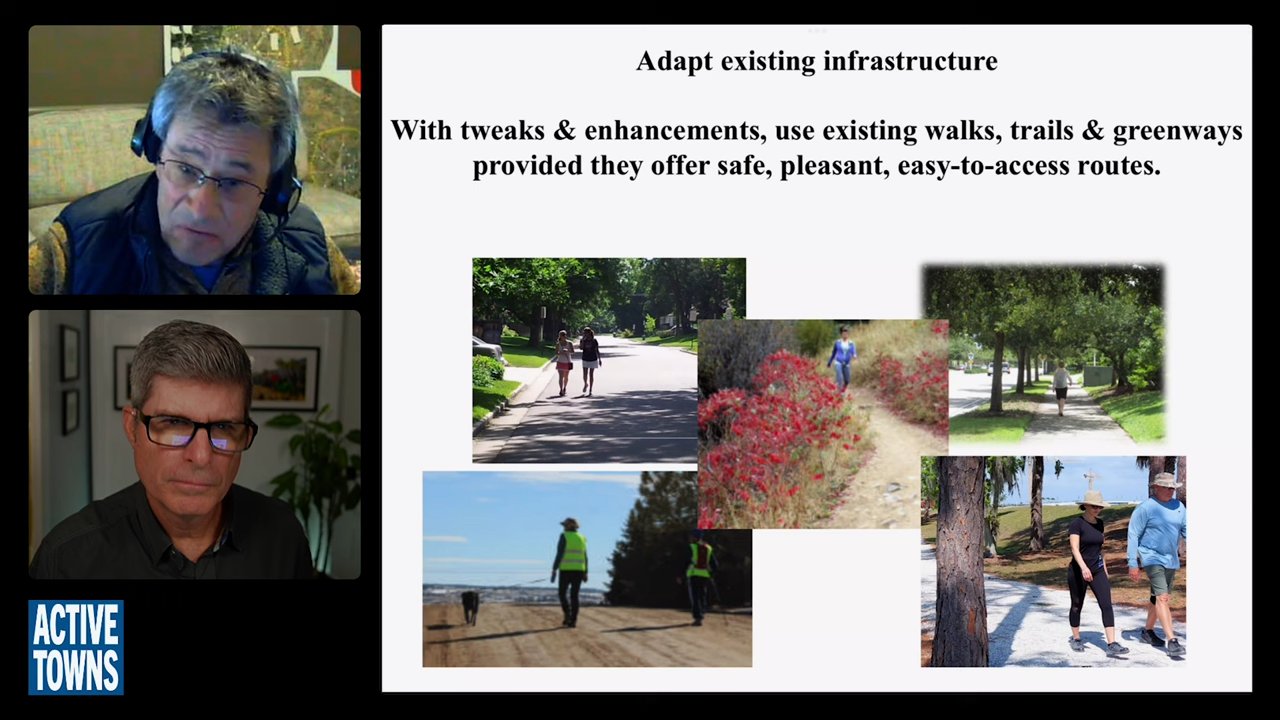 Adapt existing infrastructure
With tweaks & enhancements, use existing walks, trails & greenways
provided they offer safe, pleasant, easy-to-access routes.
ACTIVE
TOWNS